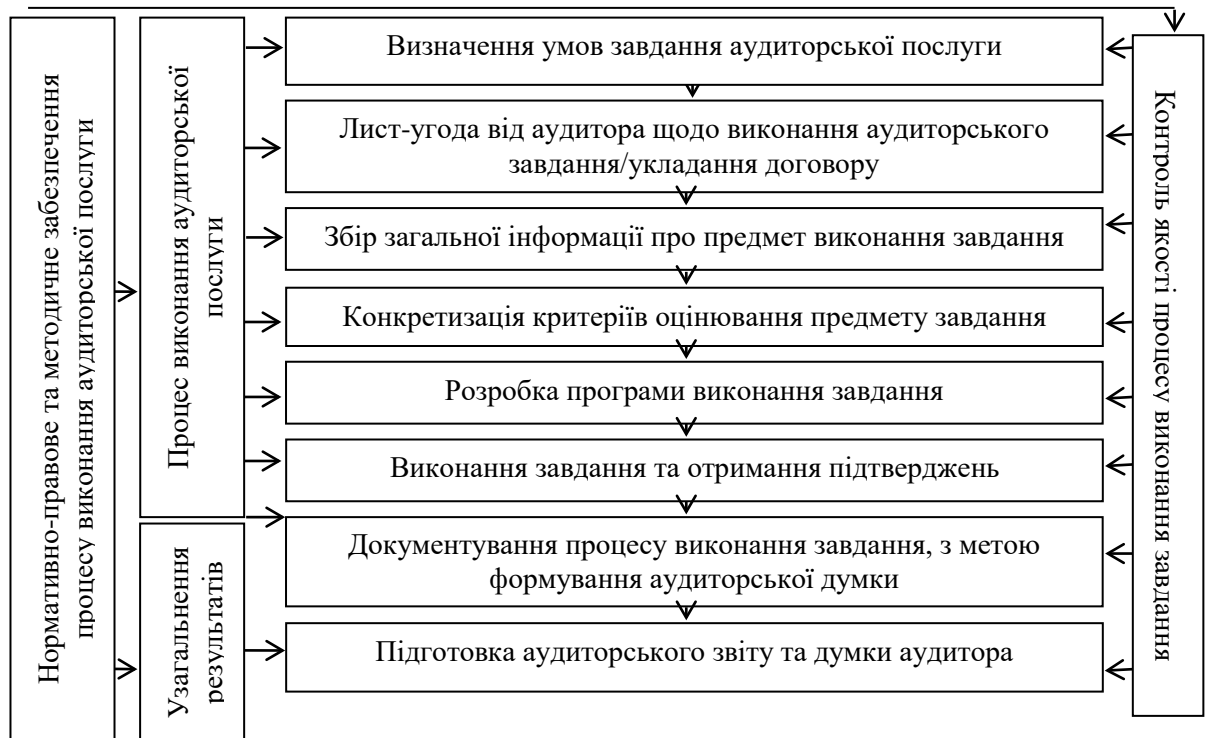 Нормативно-правове та методичне забезпечення
процесу виконання аудиторської послуги
Процес виконання аудиторської
послуги
Узагальнення
результатів
Визначення умов завдання аудиторської послуги
Лист-угода від аудитора щодо виконання аудиторського
завдання/укладання договору
Збір загальної інформації про предмет виконання завдання
Конкретизація критеріїв оцінювання предмету завдання
Розробка програми виконання завдання
Виконання завдання та отримання підтверджень
Документування процесу виконання завдання, з метою
формування аудиторської думки
Підготовка аудиторського звіту та думки аудитора
Контроль якості процесу виконання завдання